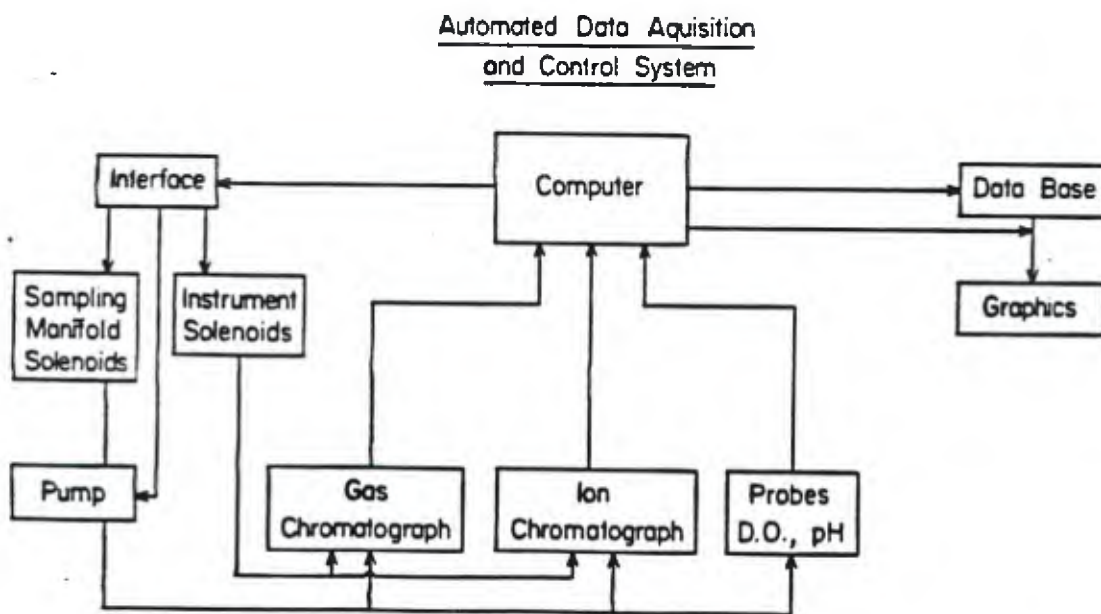 Automated Data Aquisition
and Control System
Interface
Computer
Data Base
Sampling
Manifold
Solenoids
Instrument
Solenoids
Graphics
Pump
Gas
Chromatograph
Ion
Chromatograph
Probes
D.O., pH